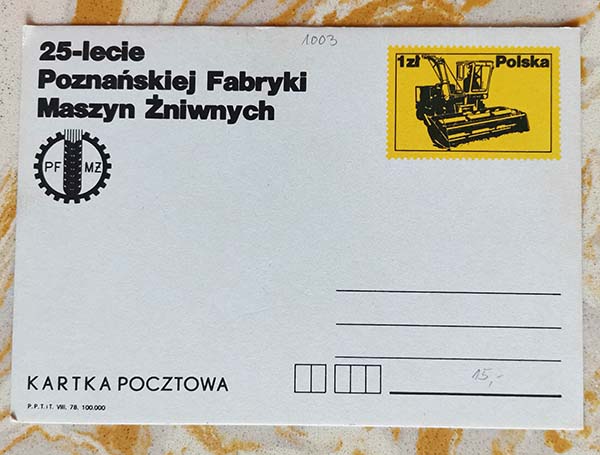 25-lecie
Poznańskiej Fabryki
Maszyn Żniwnych
1003
1zł Polska
PF MŻ
15,-
KARTKA POCZTOWA
P.P.T.iT. VIII. 78. 100.000